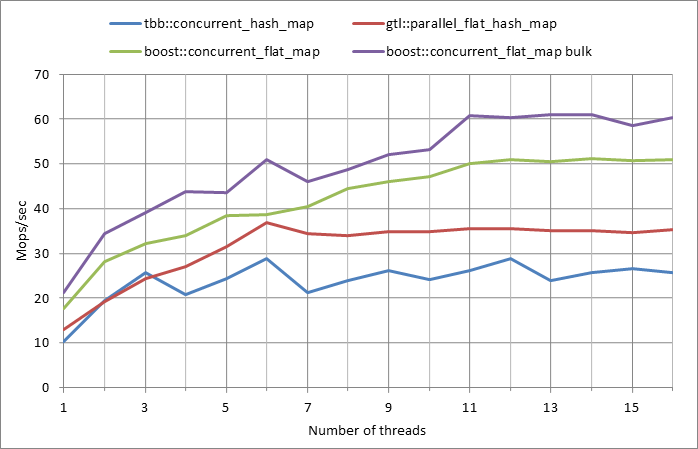 tbb::concurrent_hash_map gtl::parallel_flat_hash_map
boost::concurrent_flat_map boost::concurrent_flat_map bulk
70
60
50
40
30
20
10
0
Mops/sec
1 3 5 7 9 11 13 15
Number of threads